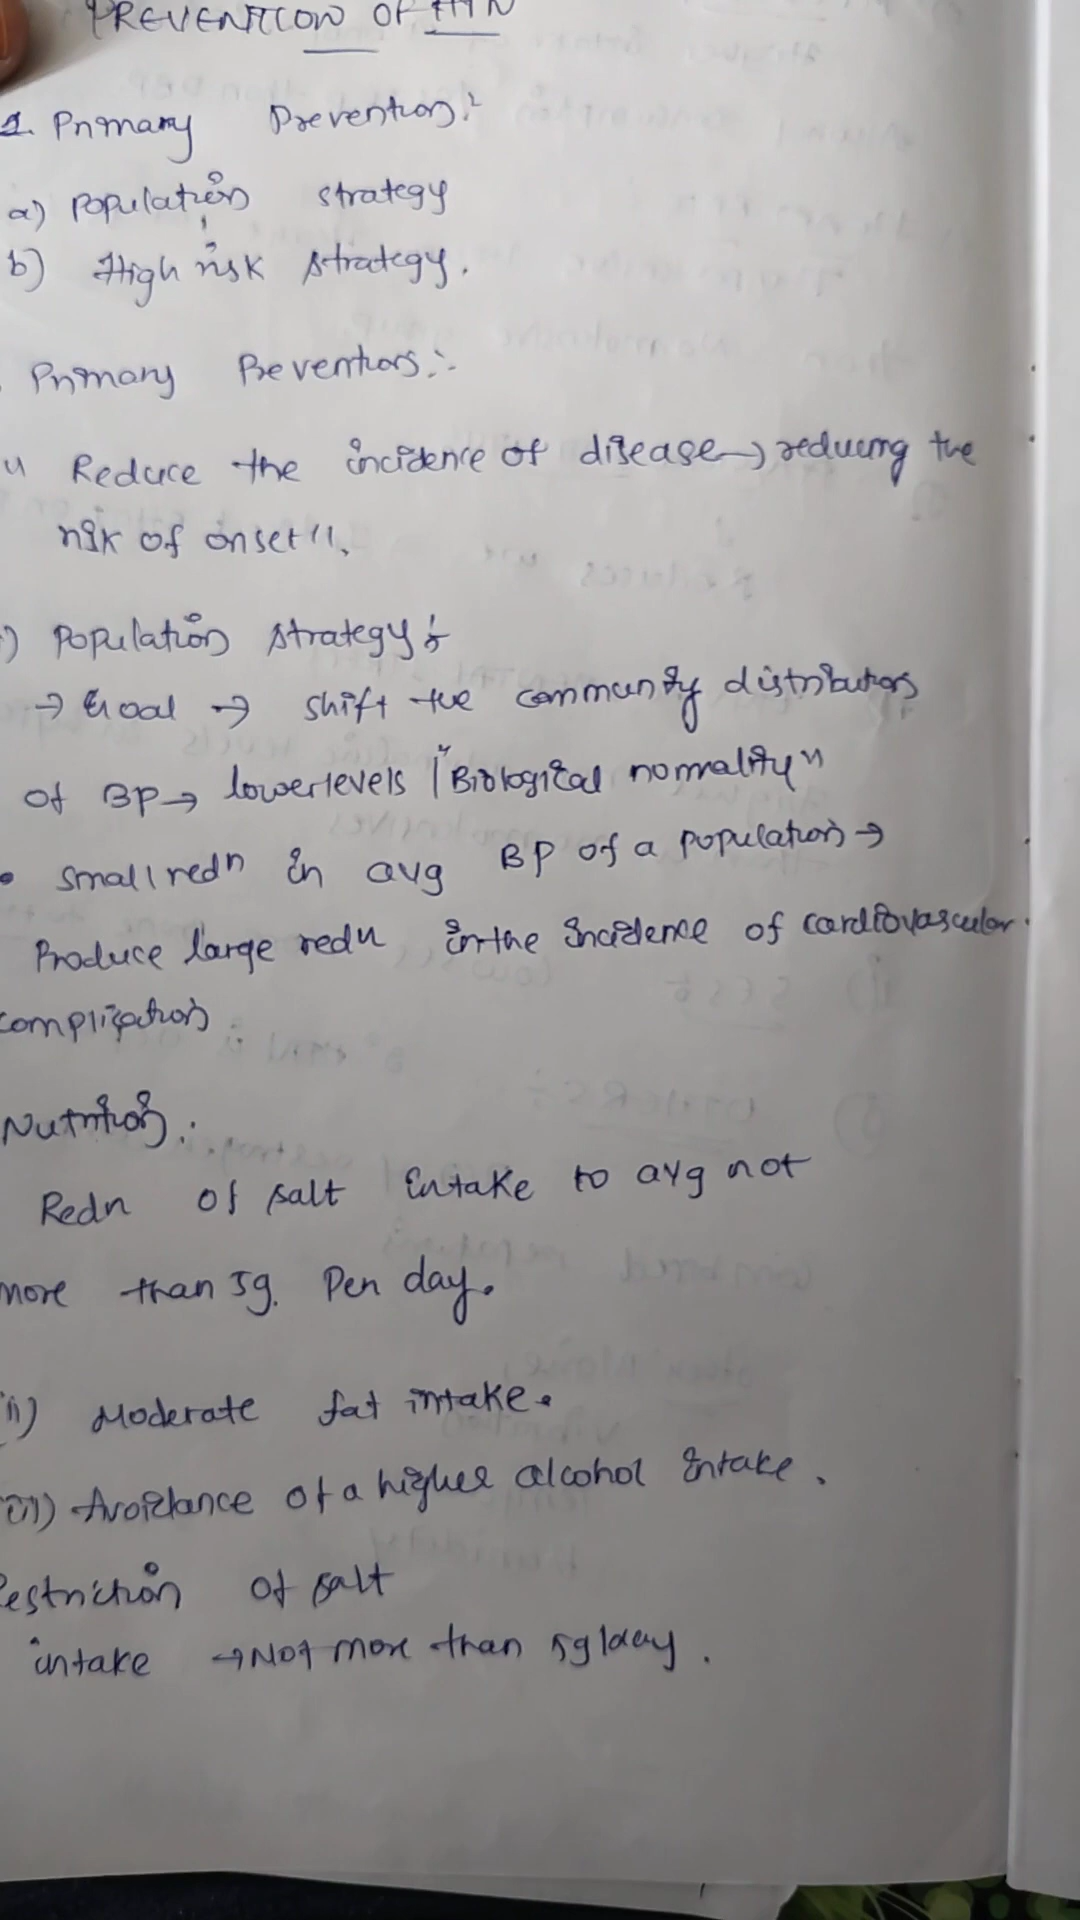 PREVENTION OF HTN
1. Primary Prevention:
a) Population strategy
b) High risk strategy.
Primary Prevention:-
" Reduce the incidence of disease → reducing the
risk of onset ".
) Population strategy :-
→ Goal → shift the community distribution
of BP → lower levels / "Biological normality"
• small redn in avg BP of a population →
Produce large redn in the incidence of cardiovascular
complication.
Nutrition :.
Redn of salt intake to avg not
more than 5g. Per day.
ii) Moderate fat intake.
iii) Avoidance of a higher alcohol intake.
Restriction of salt
intake → Not more than 5g/day.